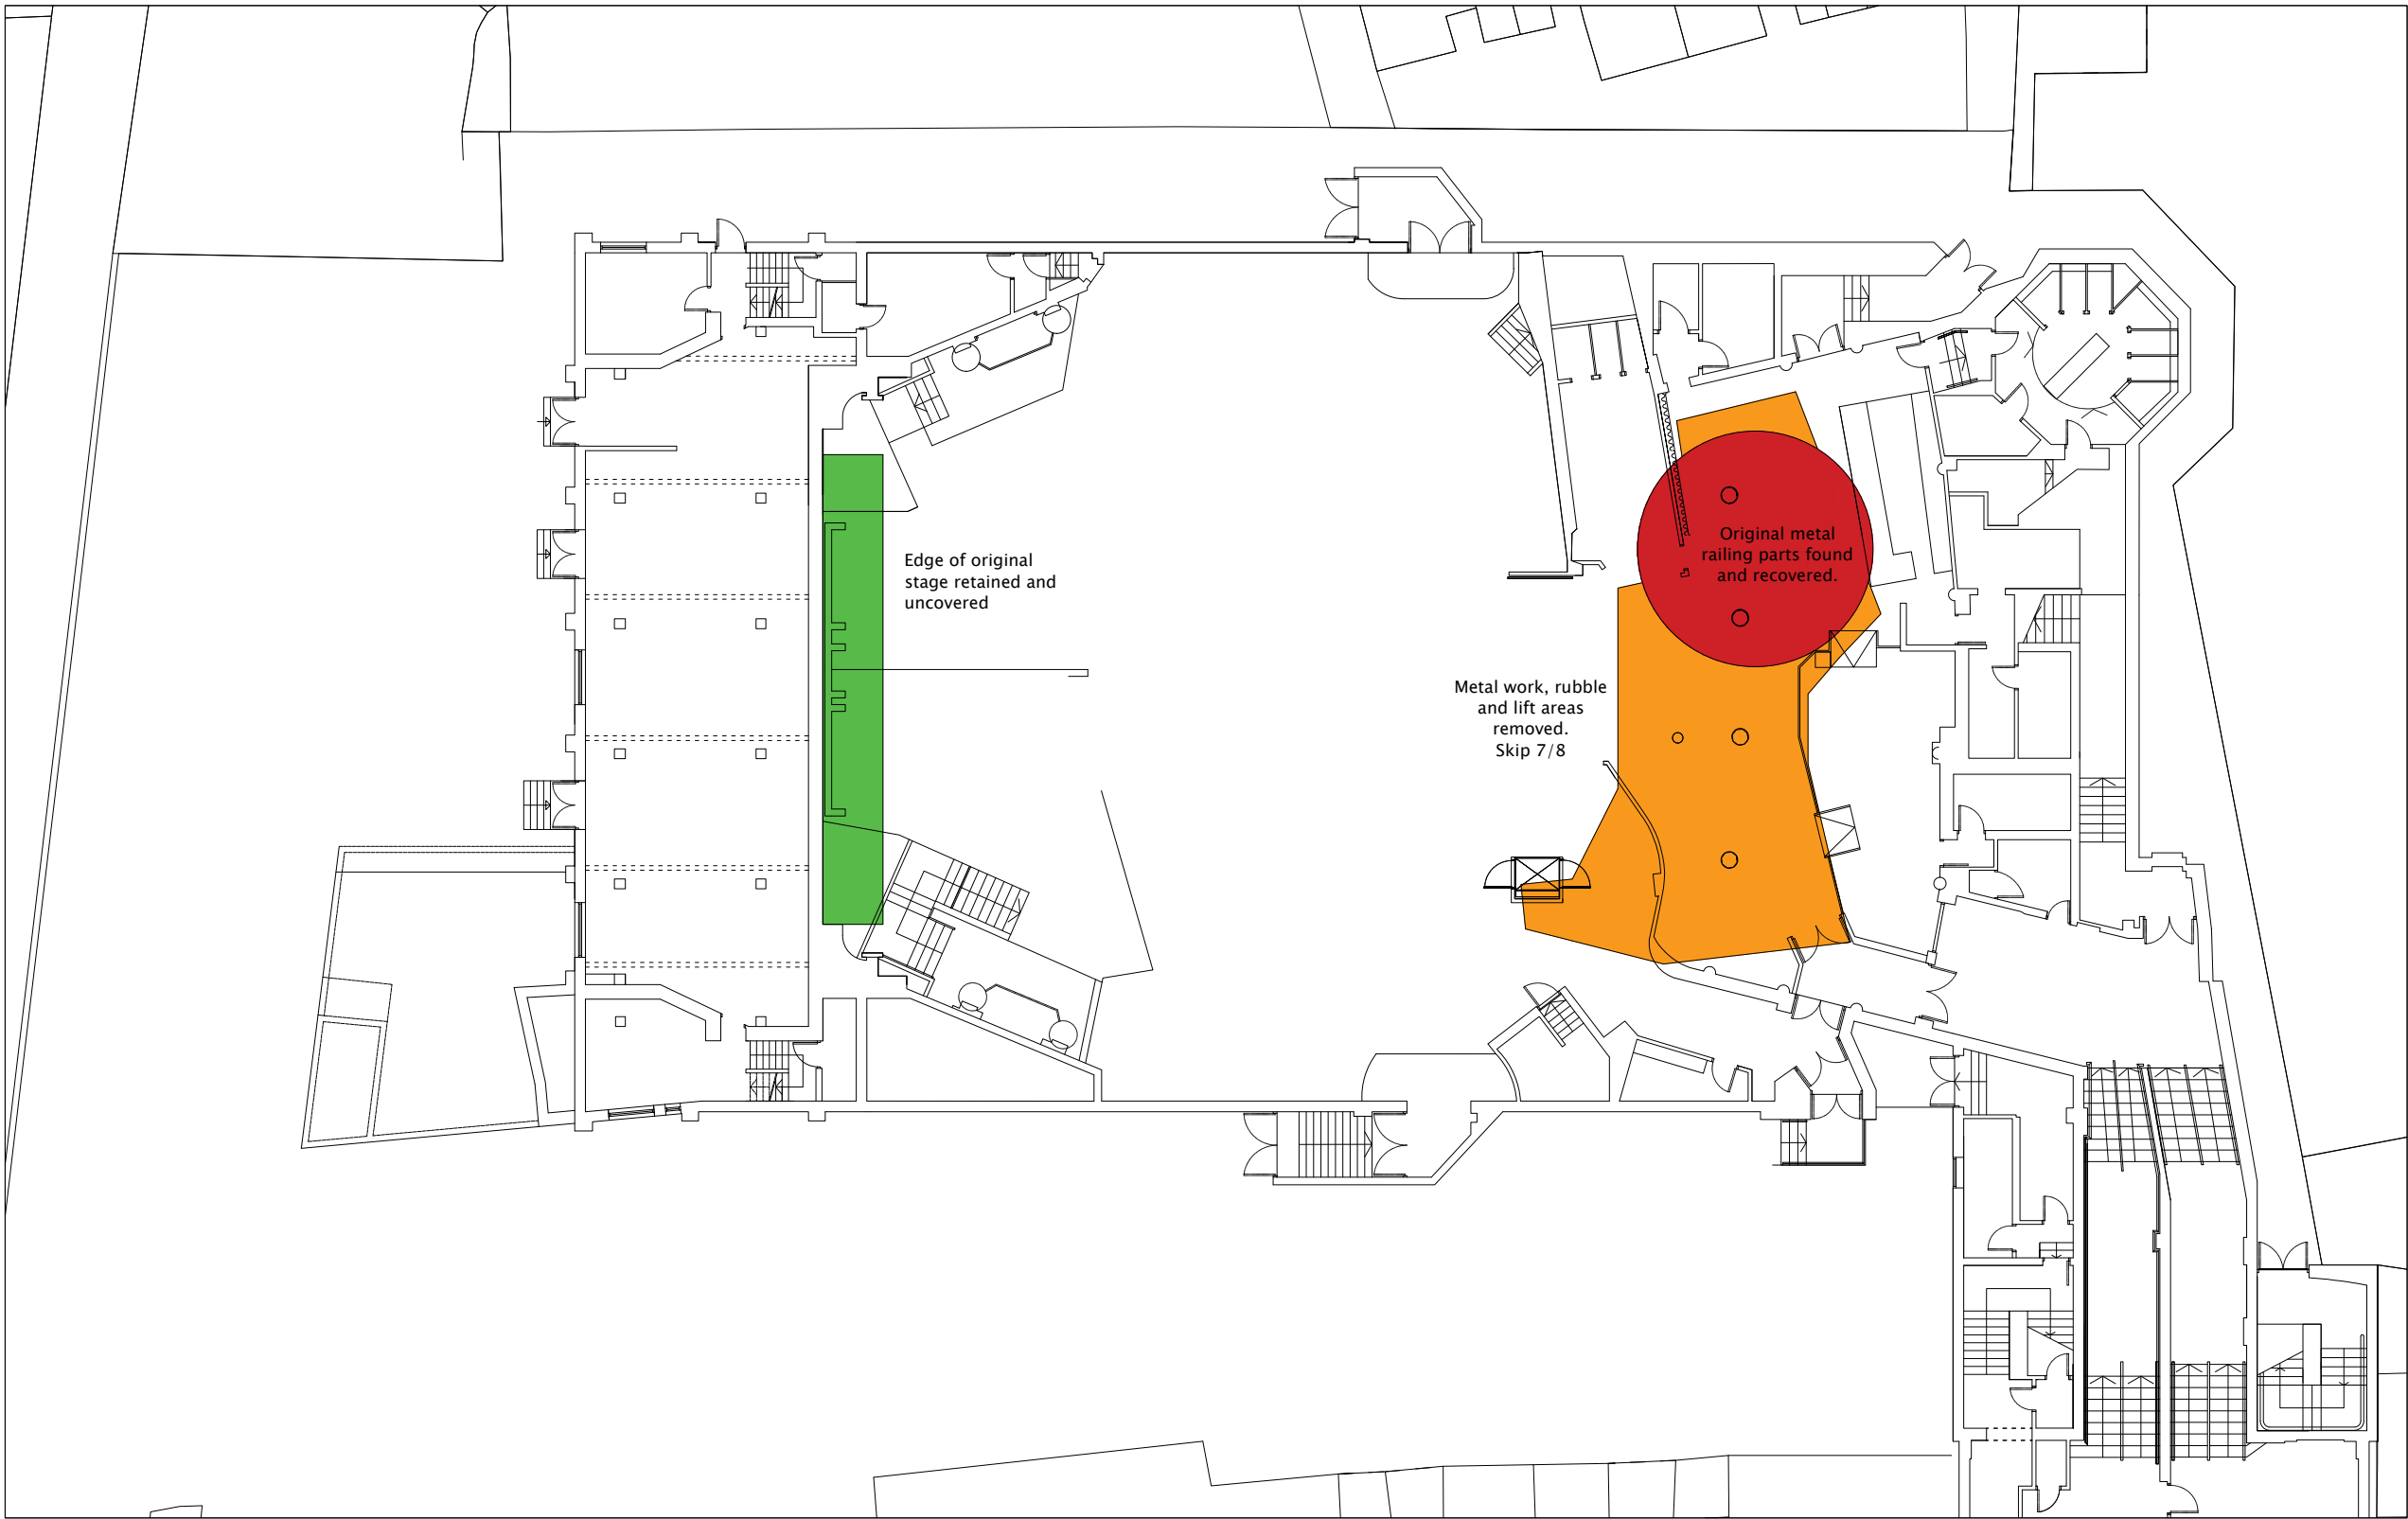 Edge of original
stage retained and
uncovered
Original metal
railing parts found
and recovered.
Metal work, rubble
and lift areas
removed.
Skip 7/8